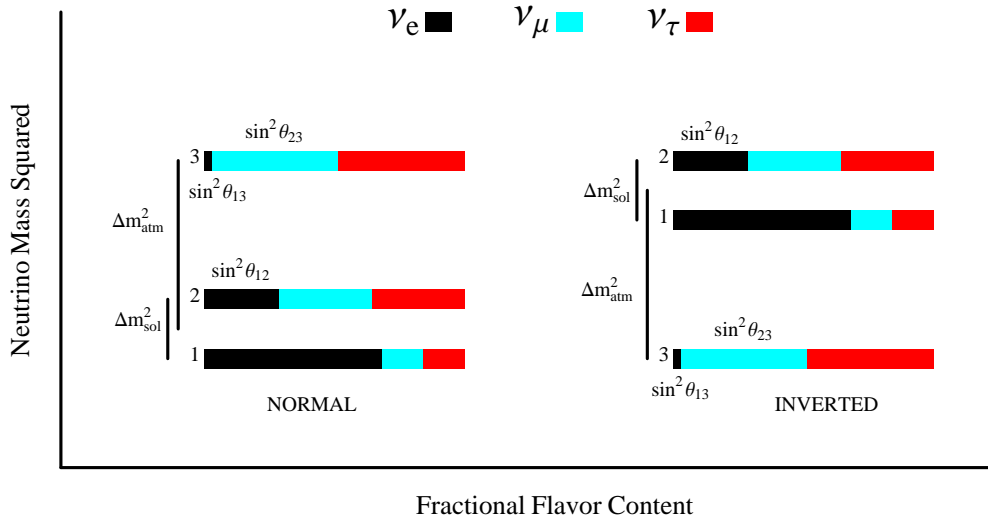 νe νμ ντ
Neutrino Mass Squared
sin²θ₂₃
3
sin²θ₁₃
Δm²atm
sin²θ₁₂
2
Δm²sol
1
NORMAL
sin²θ₁₂
2
Δm²sol
1
Δm²atm
sin²θ₂₃
3
sin²θ₁₃
INVERTED
Fractional Flavor Content